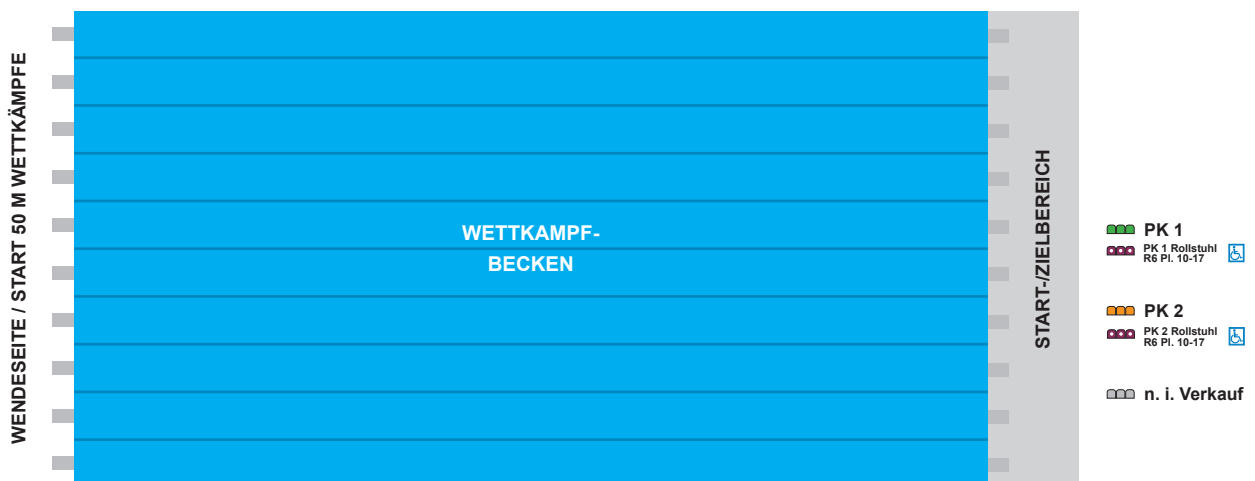 WENDESEITE / START 50 M WETTKÄMPFE
WETTKAMPF-
BECKEN
START-/ZIELBEREICH
PK 1
PK 1 Rollstuhl
R6 Pl. 10-17
PK 2
PK 2 Rollstuhl
R6 Pl. 10-17
n. i. Verkauf